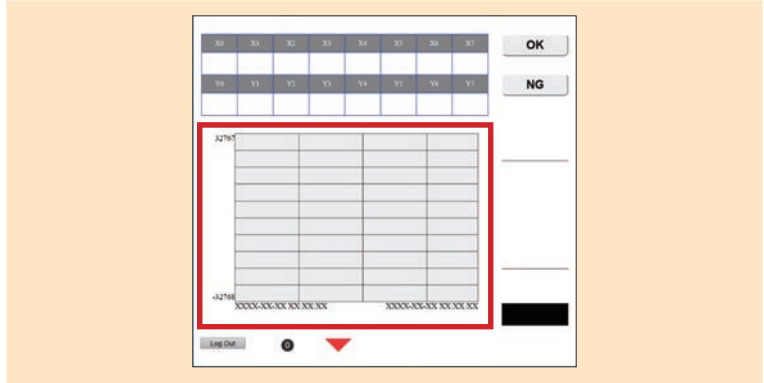 X0 X1 X2 X3 X4 X5 X6 X7
OK
Y0 Y1 Y2 Y3 Y4 Y5 Y6 Y7
NG
32767
-32768
XXXX-XX-XX XX XX XX XXXX-XX-XX XX XX XX
Log Out 0